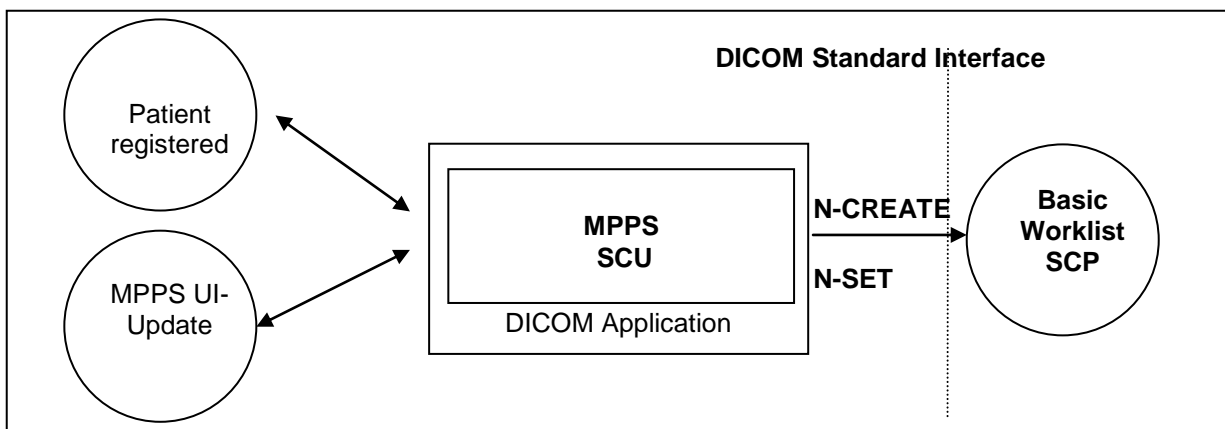 DICOM Standard Interface
Patient
registered
MPPS UI-
Update
MPPS
SCU
DICOM Application
N-CREATE
N-SET
Basic
Worklist
SCP